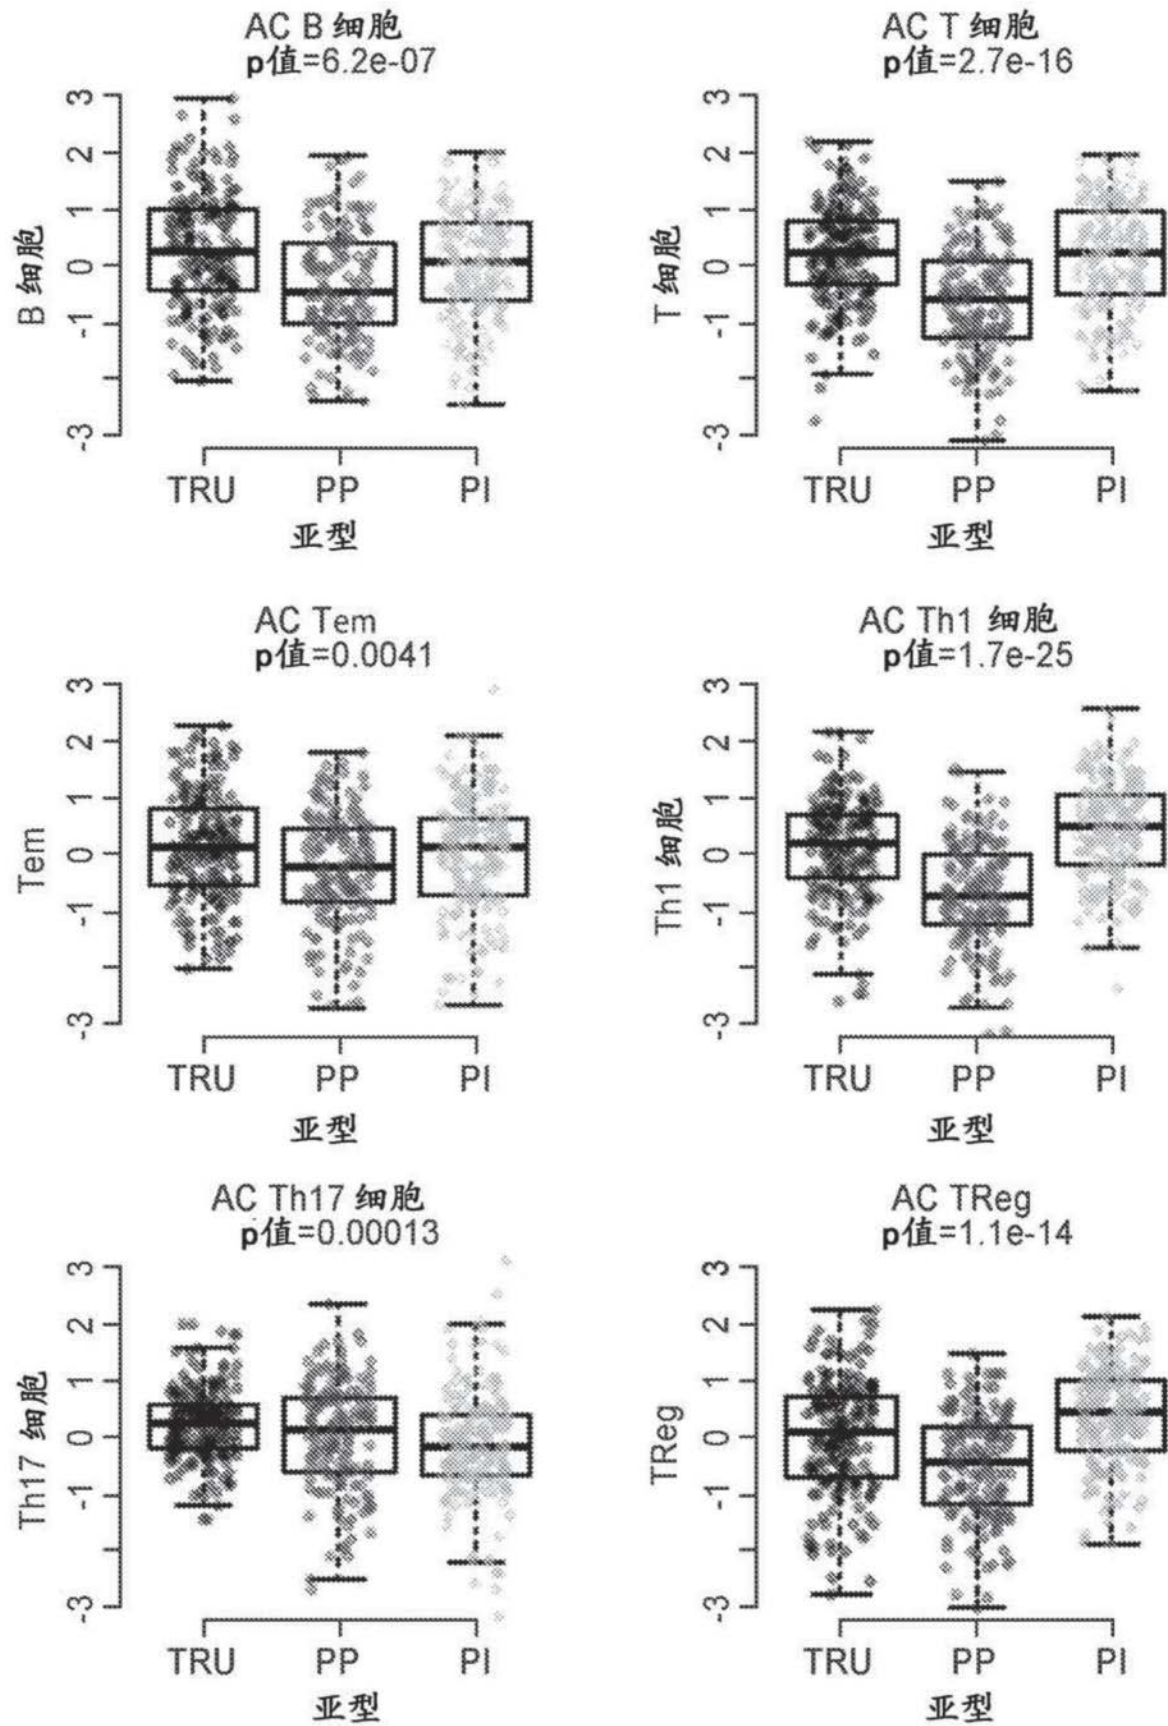 AC B 细胞
p值=6.2e-07
3
2
1
0
-1
-3
B 细胞
TRU PP PI
亚型
AC T 细胞
p值=2.7e-16
3
2
1
0
-1
-3
T 细胞
TRU PP PI
亚型
AC Tem
p值=0.0041
3
2
1
0
-1
-3
Tem
TRU PP PI
亚型
AC Th1 细胞
p值=1.7e-25
3
2
1
0
-1
-3
Th1 细胞
TRU PP PI
亚型
AC Th17 细胞
p值=0.00013
3
2
1
0
-1
-3
Th17 细胞
TRU PP PI
亚型
AC TReg
p值=1.1e-14
3
2
1
0
-1
-3
TReg
TRU PP PI
亚型